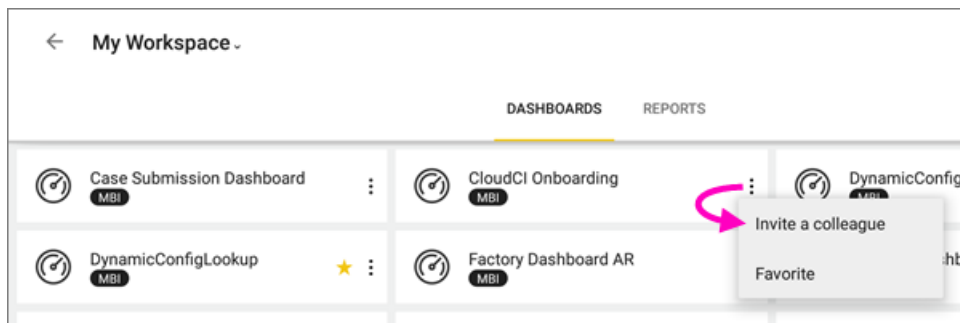 My Workspace
DASHBOARDS REPORTS
Case Submission Dashboard
MBI
CloudCI Onboarding
MBI
DynamicConfig
MBI
Invite a colleague
Favorite
DynamicConfigLookup
MBI
Factory Dashboard AR
MBI